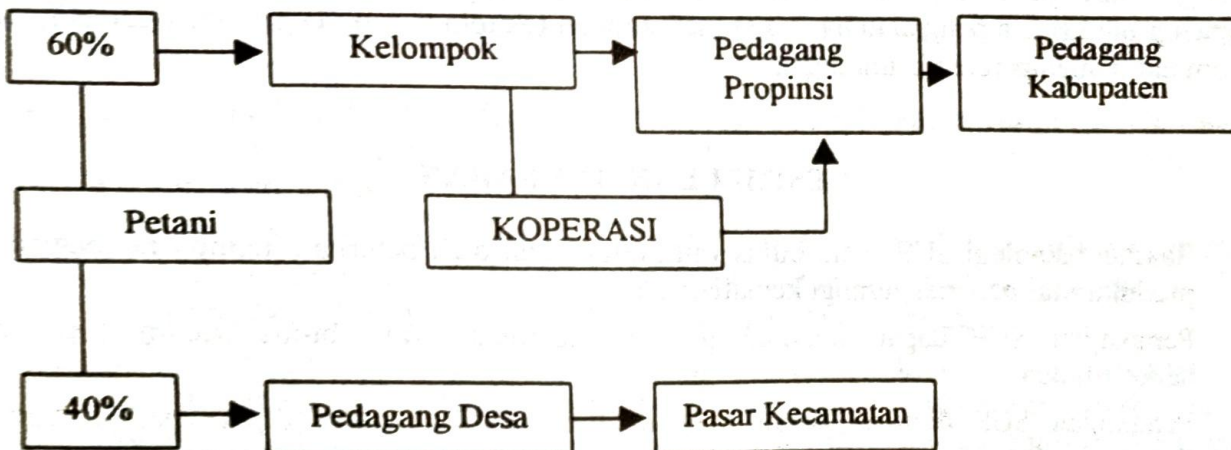 60%
Kelompok
Pedagang
Propinsi
Pedagang
Kabupaten
Petani
KOPERASI
40%
Pedagang Desa
Pasar Kecamatan